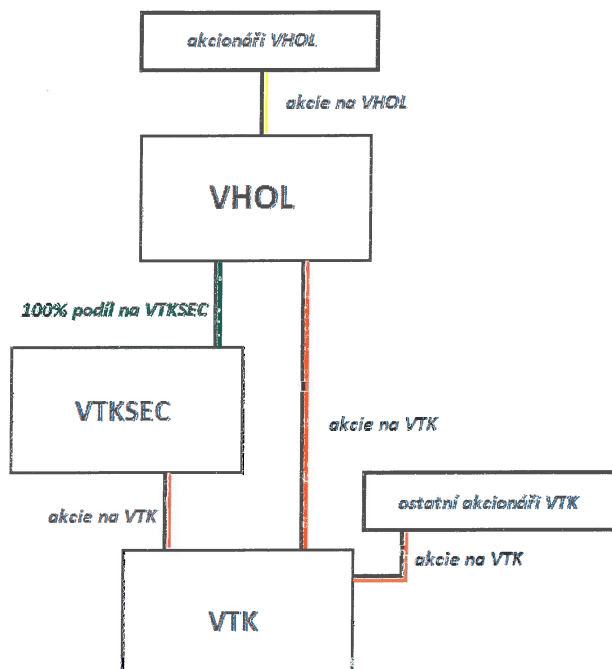 akcionáři VHOL
akcie na VHOL
VHOL
100% podíl na VTKSEC
VTKSEC
akcie na VTK
akcie na VTK
ostatní akcionáři VTK
akcie na VTK
VTK